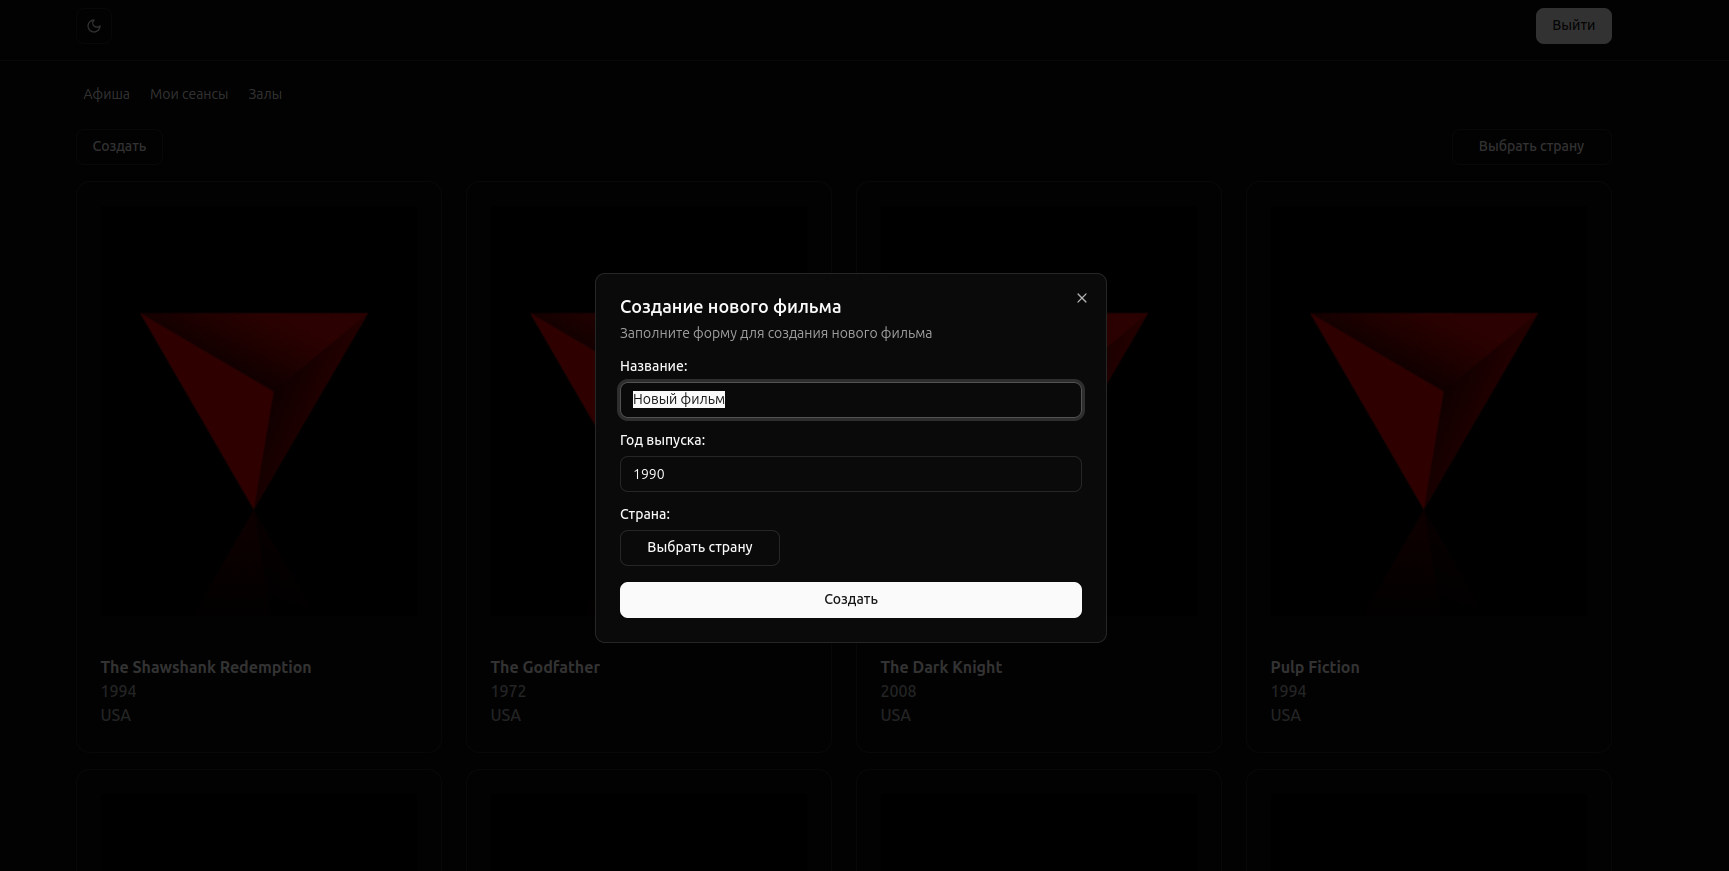 Выйти
Афиша Мои сеансы Залы
Создать
Выбрать страну
Создание нового фильма
Заполните форму для создания нового фильма
Название:
Новый фильм
Год выпуска:
1990
Страна:
Выбрать страну
Создать
The Shawshank Redemption
1994
USA
The Godfather
1972
USA
The Dark Knight
2008
USA
Pulp Fiction
1994
USA